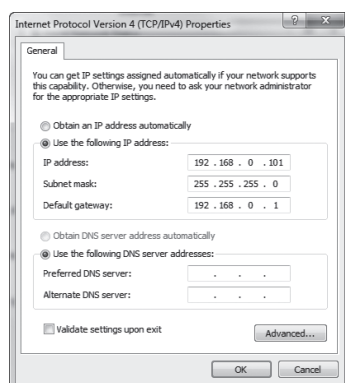 Internet Protocol Version 4 (TCP/IPv4) Properties
General
You can get IP settings assigned automatically if your network supports
this capability. Otherwise, you need to ask your network administrator
for the appropriate IP settings.
Obtain an IP address automatically
Use the following IP address:
IP address: 192 . 168 . 0 . 101
Subnet mask: 255 . 255 . 255 . 0
Default gateway: 192 . 168 . 0 . 1
Obtain DNS server address automatically
Use the following DNS server addresses:
Preferred DNS server: . . .
Alternate DNS server: . . .
Validate settings upon exit
Advanced...
OK Cancel